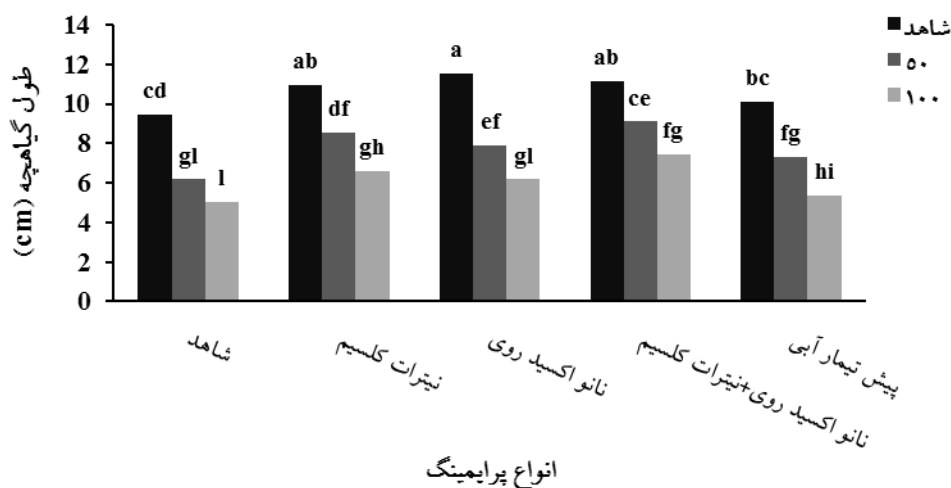 طول گیاهچه (cm)
14
12
10
8
6
4
2
0
شاهد
۵۰
۱۰۰
cd
gl
l
ab
df
gh
a
ef
gl
ab
ce
fg
bc
fg
hi
شاهد
نیترات کلسیم
نانو اکسید روی
نانو اکسید روی+نیترات کلسیم
پیش تیمار آبی
انواع پرایمینگ